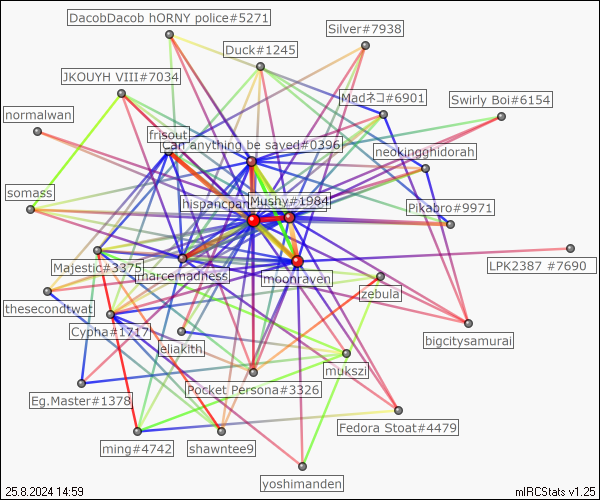 DacobDacob hORNY police#5271
Silver#7938
Duck#1245
JKOUYH VIII#7034
Madネコ#6901
Swirly Boi#6154
normalwan
frisout
Can anything be saved#0396
neokingghidorah
somass
hispancpan
Mushy#1984
Pikabro#9971
Majestic#3375
marcemadness
moonraven
LPK2387 #7690
zebula
thesecondtwat
Cypha#1717
eliakith
bigcitysamurai
mukszi
Pocket Persona#3326
Eg.Master#1378
Fedora Stoat#4479
ming#4742
shawntee9
yoshimanden
25.8.2024 14:59
mIRCStats v1.25